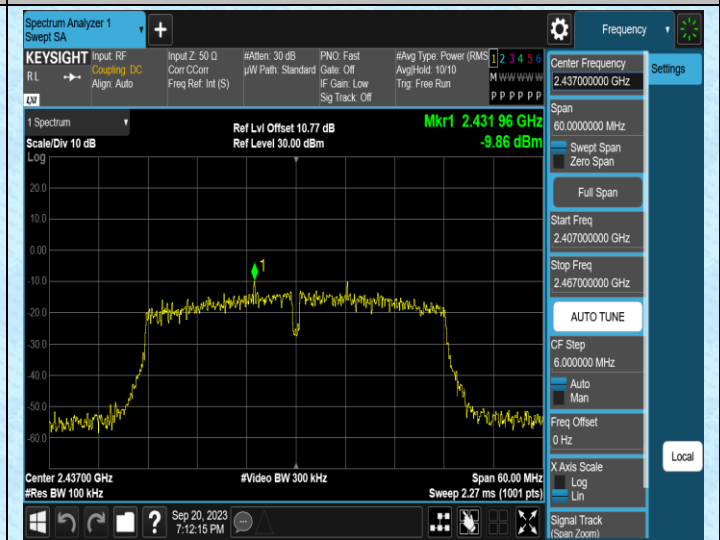 Spectrum Analyzer 1
Swept SA
Frequency
KEYSIGHT
Input: RF
Coupling: DC
Align: Auto
Input Z: 50 Ω
Corr CCorr
Freq Ref: Int (S)
#Atten: 30 dB
µW Path: Standard
PNO: Fast
Gate: Off
IF Gain: Low
Sig Track: Off
#Avg Type: Power (RMS
Avg|Hold: 10/10
Trig: Free Run
1 2 3 4 5 6
M W W W W W
P P P P P P
RL
LXI
1 Spectrum
Scale/Div 10 dB
Log
Ref Lvl Offset 10.77 dB
Ref Level 30.00 dBm
Mkr1 2.431 96 GHz
-9.86 dBm
20.0
10.0
0.00
-10.0
-20.0
-30.0
-40.0
-50.0
-60.0
1
Center 2.43700 GHz
#Res BW 100 kHz
#Video BW 300 kHz
Span 60.00 MHz
Sweep 2.27 ms (1001 pts)
Sep 20, 2023
7:12:15 PM
Center Frequency
2.437000000 GHz
Settings
Span
60.0000000 MHz
Swept Span
Zero Span
Full Span
Start Freq
2.407000000 GHz
Stop Freq
2.467000000 GHz
AUTO TUNE
CF Step
6.000000 MHz
Auto
Man
Freq Offset
0 Hz
Local
X Axis Scale
Log
Lin
Signal Track
(Span Zoom)